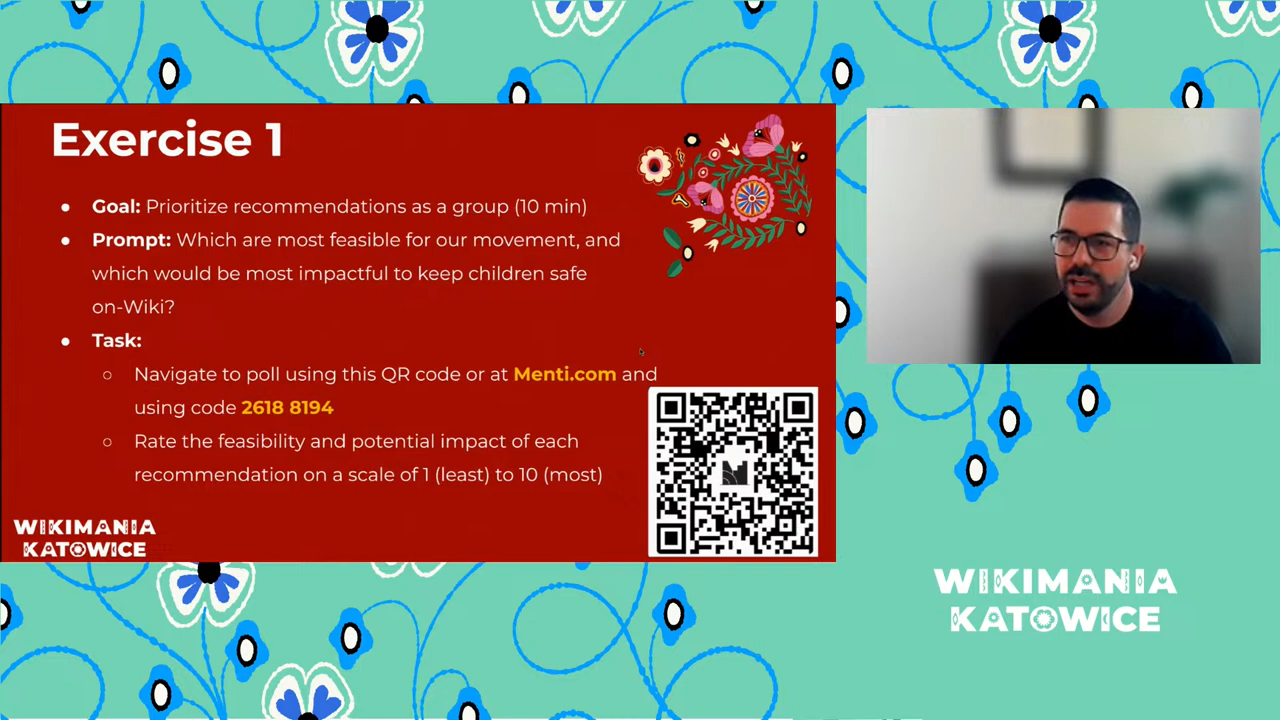 Exercise 1
● Goal: Prioritize recommendations as a group (10 min)
● Prompt: Which are most feasible for our movement, and
which would be most impactful to keep children safe
on-Wiki?
● Task:
○ Navigate to poll using this QR code or at Menti.com and
using code 2618 8194
○ Rate the feasibility and potential impact of each
recommendation on a scale of 1 (least) to 10 (most)
WIKIMANIA
KATOWICE
WIKIMANIA
KATOWICE